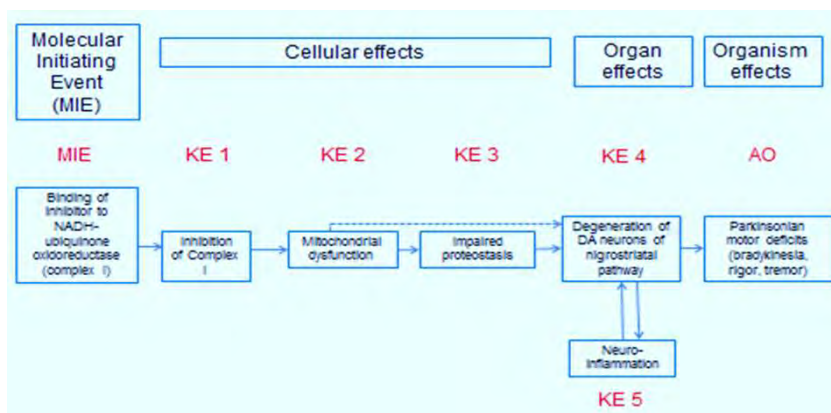 Molecular
Initiating
Event
(MIE)
Cellular effects
Organ
effects
Organism
effects
MIE
KE 1
KE 2
KE 3
KE 4
AO
Binding of
inhibitor to
NADH-
ubiquinone
oxidoreductase
(complex I)
Inhibition
of Complex
I
Mitochondrial
dysfunction
Impaired
proteostasis
Degeneration of
DA neurons of
nigrostriatal
pathway
Parkinsonian
motor deficits
(bradykinesia,
rigor, tremor)
Neuro-
inflammation
KE 5